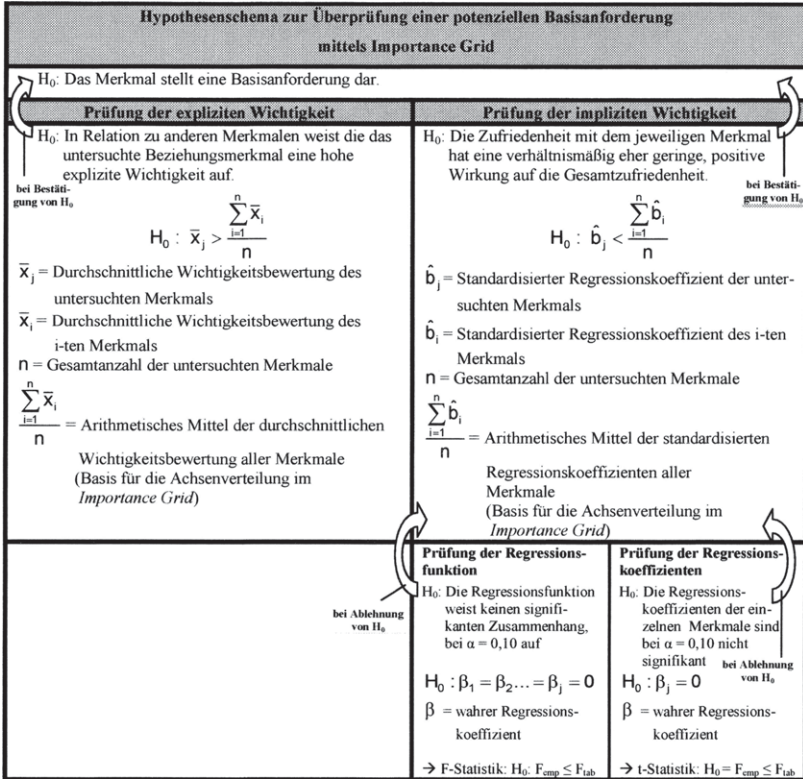 Hypothesenschema zur Überprüfung einer potenziellen Basisanforderung
mittels Importance Grid
H₀: Das Merkmal stellt eine Basisanforderung dar.
Prüfung der expliziten Wichtigkeit
H₀: In Relation zu anderen Merkmalen weist die das
untersuchte Beziehungsmerkmal eine hohe
explizite Wichtigkeit auf.
bei Bestäti-
gung von H₀
H₀ : x̄ⱼ > (∑ᵢ₌₁ⁿ x̄ᵢ) / n
x̄ⱼ = Durchschnittliche Wichtigkeitsbewertung des
untersuchten Merkmals
x̄ᵢ = Durchschnittliche Wichtigkeitsbewertung des
i-ten Merkmals
n = Gesamtanzahl der untersuchten Merkmale
(∑ᵢ₌₁ⁿ x̄ᵢ) / n = Arithmetisches Mittel der durchschnittlichen
Wichtigkeitsbewertung aller Merkmale
(Basis für die Achsenverteilung im
Importance Grid)
Prüfung der impliziten Wichtigkeit
H₀: Die Zufriedenheit mit dem jeweiligen Merkmal
hat eine verhältnismäßig eher geringe, positive
Wirkung auf die Gesamtzufriedenheit.
bei Bestäti-
gung von H₀
H₀ : b̂ⱼ < (∑ᵢ₌₁ⁿ b̂ᵢ) / n
b̂ⱼ = Standardisierter Regressionskoeffizient der unter-
suchten Merkmals
b̂ᵢ = Standardisierter Regressionskoeffizient des i-ten
Merkmals
n = Gesamtanzahl der untersuchten Merkmale
(∑ᵢ₌₁ⁿ b̂ᵢ) / n = Arithmetisches Mittel der standardisierten
Regressionskoeffizienten aller
Merkmale
(Basis für die Achsenverteilung im
Importance Grid)
bei Ablehnung
von H₀
Prüfung der Regressions-
funktion
H₀: Die Regressionsfunktion
weist keinen signifi-
kanten Zusammenhang,
bei α = 0,10 auf
H₀ : β₁ = β₂... = βⱼ = 0
β = wahrer Regressions-
koeffizient
→ F-Statistik: H₀: Fₑₘₚ ≤ Fₜₐb
Prüfung der Regressions-
koeffizienten
H₀: Die Regressions-
koeffizienten der ein-
zelnen Merkmale sind
bei α = 0,10 nicht
signifikant
bei Ablehnung
von H₀
H₀ : βⱼ = 0
β = wahrer Regressions-
koeffizient
→ t-Statistik: H₀ = Fₑₘₚ ≤ Fₜₐb